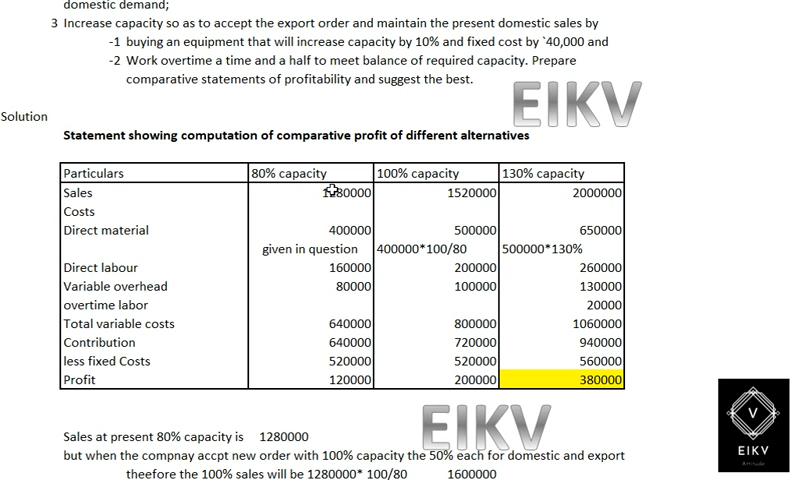 domestic demand;
3 Increase capacity so as to accept the export order and maintain the present domestic sales by
-1 buying an equipment that will increase capacity by 10% and fixed cost by `40,000 and
-2 Work overtime a time and a half to meet balance of required capacity. Prepare
comparative statements of profitability and suggest the best.
EIKV
Solution
Statement showing computation of comparative profit of different alternatives
Particulars 80% capacity 100% capacity 130% capacity
Sales 1280000 1520000 2000000
Costs
Direct material 400000 500000 650000
given in question 400000*100/80 500000*130%
Direct labour 160000 200000 260000
Variable overhead 80000 100000 130000
overtime labor 20000
Total variable costs 640000 800000 1060000
Contribution 640000 720000 940000
less fixed Costs 520000 520000 560000
Profit 120000 200000 380000
EIKV
V
EIKV
Attitude
Sales at present 80% capacity is 1280000
but when the compnay accpt new order with 100% capacity the 50% each for domestic and export
theefore the 100% sales will be 1280000* 100/80 1600000